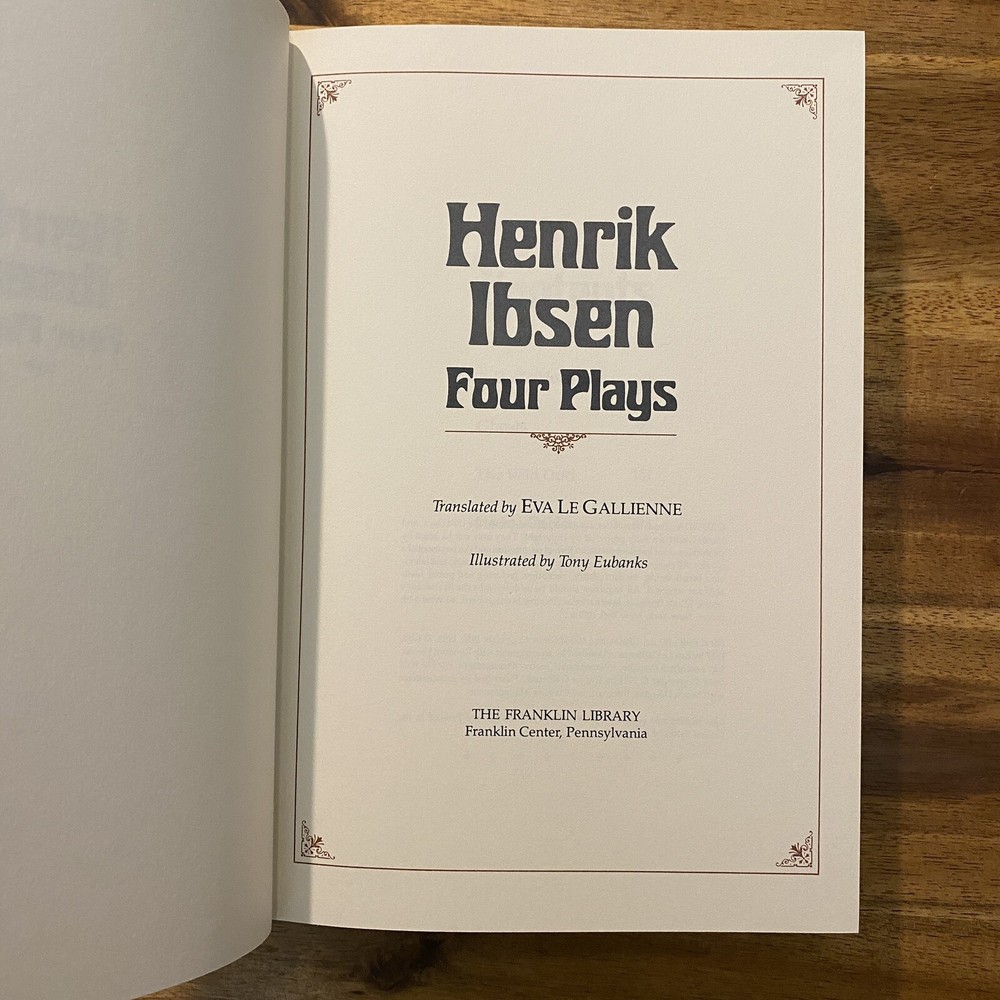 Henrik
Ibsen
Four Plays
Translated by EVA LE GALLIENNE
Illustrated by Tony Eubanks
THE FRANKLIN LIBRARY
Franklin Center, Pennsylvania